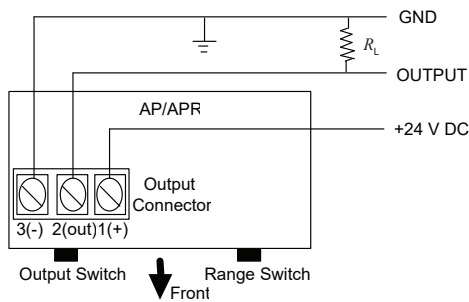 GND
R_L
OUTPUT
AP/APR
+24 V DC
Output
Connector
3(-) 2(out) 1(+)
Output Switch
Range Switch
Front